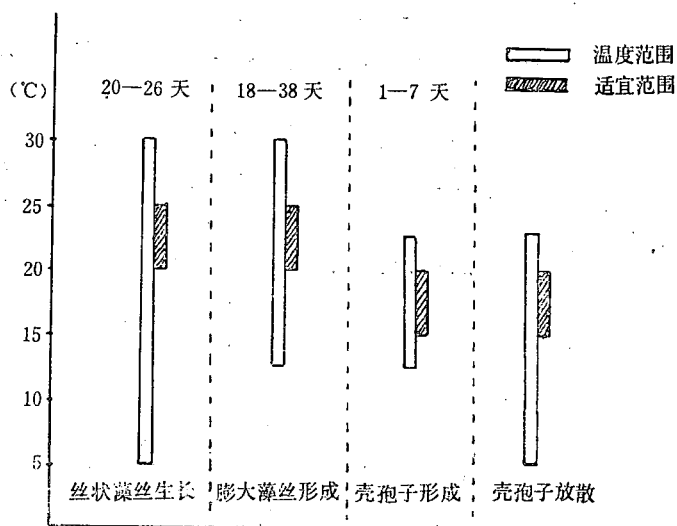 温度范围
适宜范围
(℃)
20—26 天
18—38 天
1—7 天
30
25
20
15
10
5
丝状藻丝生长
膨大藻丝形成
壳孢子形成
壳孢子放散